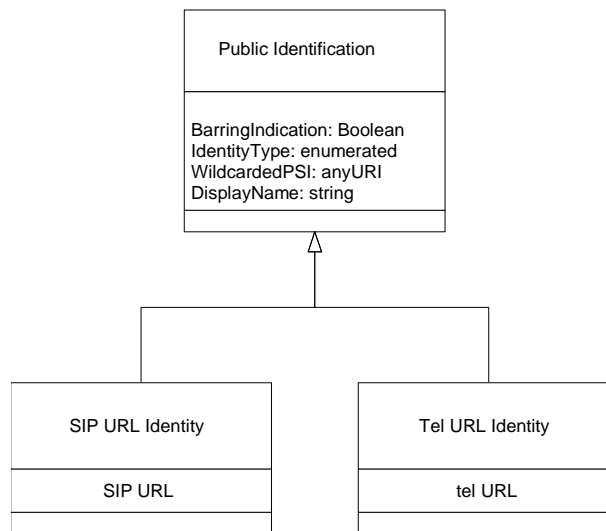 Public Identification
BarringIndication: Boolean
IdentityType: enumerated
WildcardedPSI: anyURI
DisplayName: string
SIP URL Identity
SIP URL
Tel URL Identity
tel URL